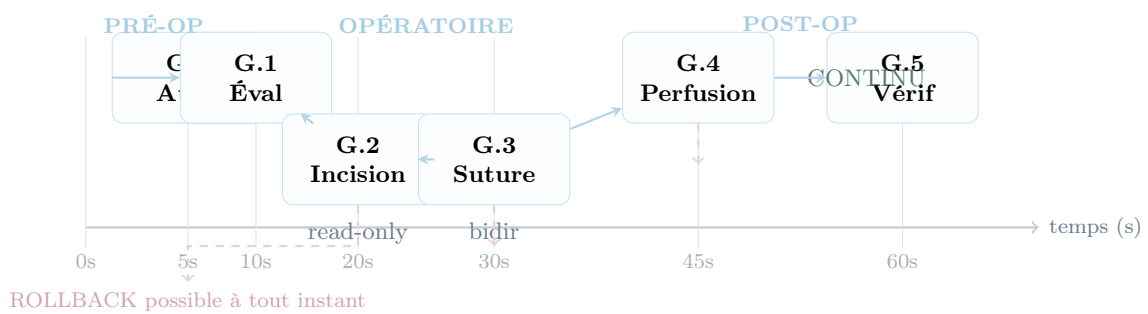 PRÉ-OP
OPÉRATOIRE
POST-OP
G.1
Éval
G.2
Incision
G.3
Suture
G.4
Perfusion
G.5
Vérif
CONTINU
read-only
bidir
temps (s)
0s
5s
10s
20s
30s
45s
60s
ROLLBACK possible à tout instant